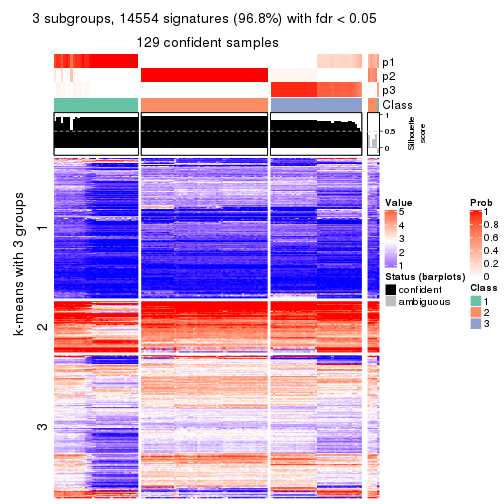 3 subgroups, 14554 signatures (96.8%) with fdr < 0.05
129 confident samples
p1
p2
p3
Class
1
0.5
0
Silhouette
score
k-means with 3 groups
1
2
3
Value
5
4
3
2
1
Status (barplots)
confident
ambiguous
Prob
1
0.8
0.6
0.4
0.2
0
Class
1
2
3